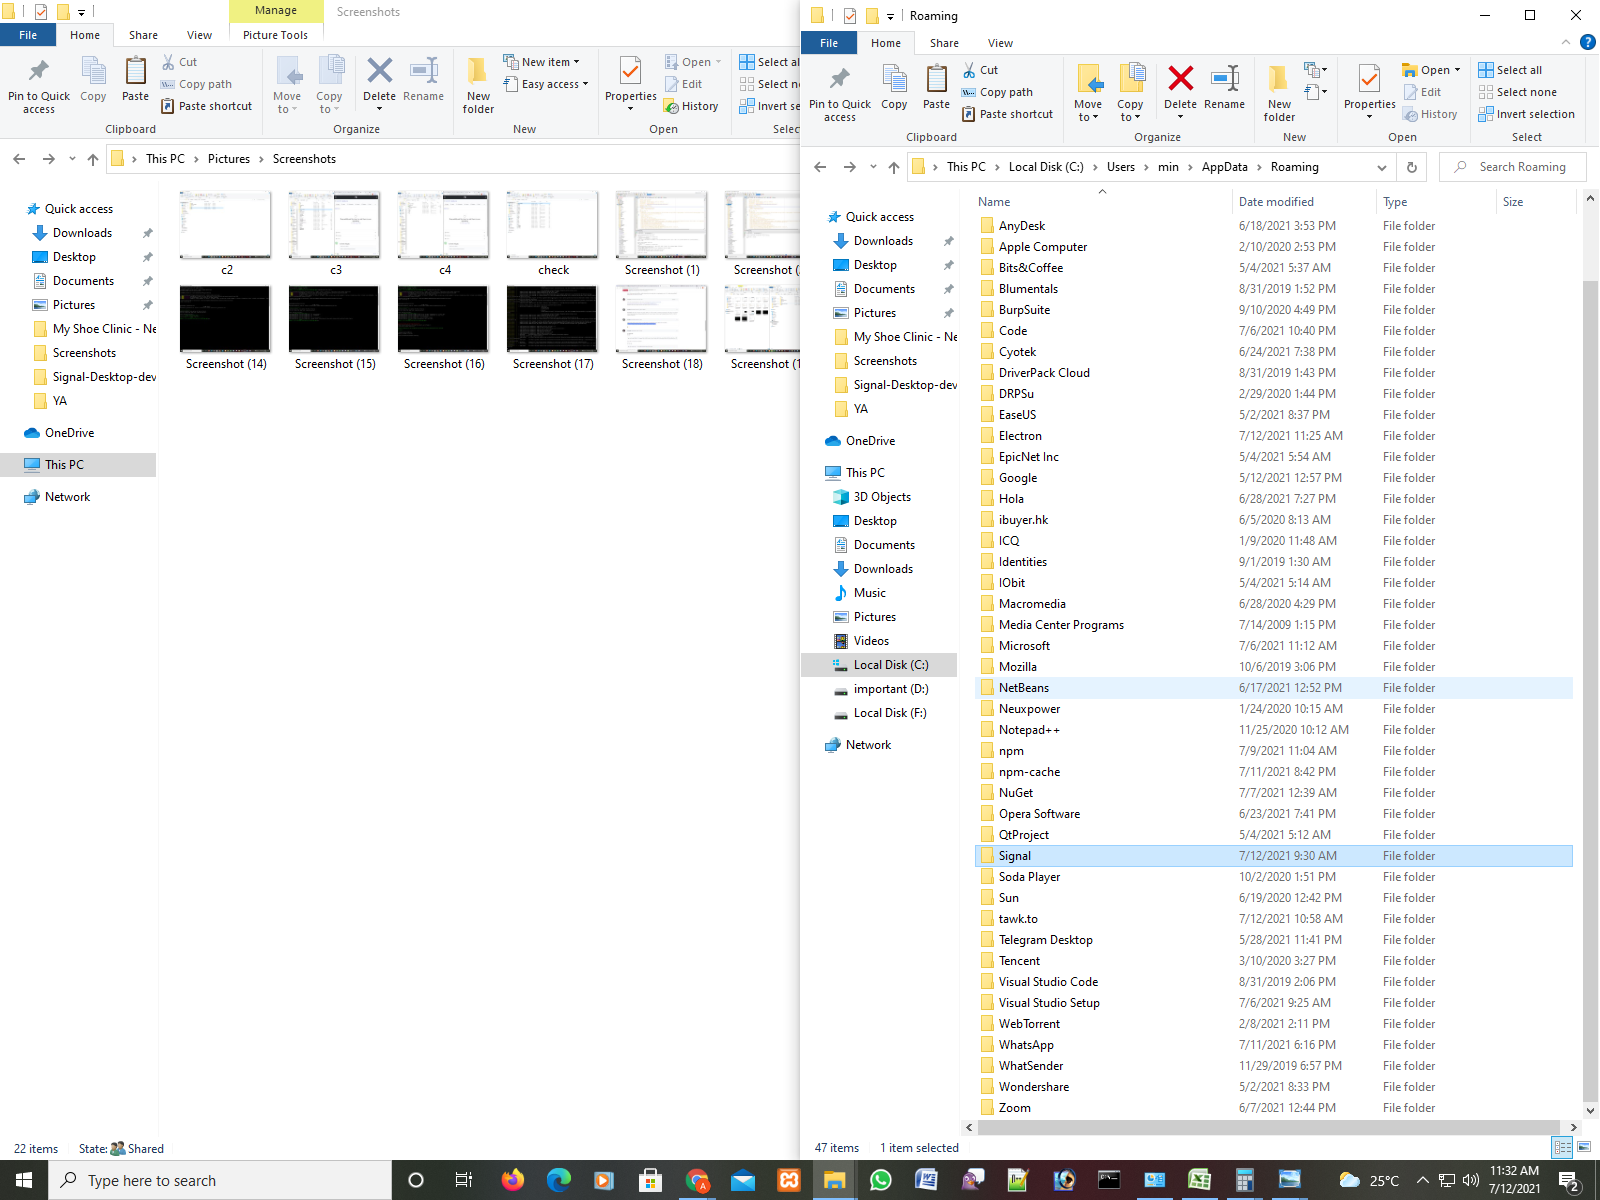 Manage
Screenshots
File
Home
Share
View
Picture Tools
Pin to Quick access
Copy
Paste
Cut
Copy path
Paste shortcut
Clipboard
Move to
Copy to
Delete
Rename
Organize
New folder
New item
Easy access
New
Properties
Open
Edit
History
Open
Select al
Select n
Invert s
Selec
This PC > Pictures > Screenshots
Quick access
Downloads
Desktop
Documents
Pictures
My Shoe Clinic - Ne
Screenshots
Signal-Desktop-dev
YA
OneDrive
This PC
Network
c2
c3
c4
check
Screenshot (1)
Screenshot (
Screenshot (14)
Screenshot (15)
Screenshot (16)
Screenshot (17)
Screenshot (18)
Screenshot (1
22 items State: Shared
Roaming
File
Home
Share
View
Pin to Quick access
Copy
Paste
Cut
Copy path
Paste shortcut
Clipboard
Move to
Copy to
Delete
Rename
Organize
New folder
New
Properties
Open
Edit
History
Open
Select all
Select none
Invert selection
Select
This PC > Local Disk (C:) > Users > min > AppData > Roaming
Search Roaming
Quick access
Downloads
Desktop
Documents
Pictures
My Shoe Clinic - Ne
Screenshots
Signal-Desktop-dev
YA
OneDrive
This PC
3D Objects
Desktop
Documents
Downloads
Music
Pictures
Videos
Local Disk (C:)
important (D:)
Local Disk (F:)
Network
Name Date modified Type Size
AnyDesk 6/18/2021 3:53 PM File folder
Apple Computer 2/10/2020 2:53 PM File folder
Bits&Coffee 5/4/2021 5:37 AM File folder
Blumentals 8/31/2019 1:52 PM File folder
BurpSuite 9/10/2020 4:49 PM File folder
Code 7/6/2021 10:40 PM File folder
Cyotek 6/24/2021 7:38 PM File folder
DriverPack Cloud 8/31/2019 1:43 PM File folder
DRPSu 2/29/2020 1:44 PM File folder
EaseUS 5/2/2021 8:37 PM File folder
Electron 7/12/2021 11:25 AM File folder
EpicNet Inc 5/4/2021 5:54 AM File folder
Google 5/12/2021 12:57 PM File folder
Hola 6/28/2021 7:27 PM File folder
ibuyer.hk 6/5/2020 8:13 AM File folder
ICQ 1/9/2020 11:48 AM File folder
Identities 9/1/2019 1:30 AM File folder
IObit 5/4/2021 5:14 AM File folder
Macromedia 6/28/2020 4:29 PM File folder
Media Center Programs 7/14/2009 1:15 PM File folder
Microsoft 7/6/2021 11:12 AM File folder
Mozilla 10/6/2019 3:06 PM File folder
NetBeans 6/17/2021 12:52 PM File folder
Neuxpower 1/24/2020 10:15 AM File folder
Notepad++ 11/25/2020 10:12 AM File folder
npm 7/9/2021 11:04 AM File folder
npm-cache 7/11/2021 8:42 PM File folder
NuGet 7/7/2021 12:39 AM File folder
Opera Software 6/23/2021 7:41 PM File folder
QtProject 5/4/2021 5:12 AM File folder
Signal 7/12/2021 9:30 AM File folder
Soda Player 10/2/2020 1:51 PM File folder
Sun 6/19/2020 12:42 PM File folder
tawk.to 7/12/2021 10:58 AM File folder
Telegram Desktop 5/28/2021 11:41 PM File folder
Tencent 3/10/2020 3:27 PM File folder
Visual Studio Code 8/31/2019 2:06 PM File folder
Visual Studio Setup 7/6/2021 9:25 AM File folder
WebTorrent 2/8/2021 2:11 PM File folder
WhatsApp 7/11/2021 6:16 PM File folder
WhatSender 11/29/2019 6:57 PM File folder
Wondershare 5/2/2021 8:33 PM File folder
Zoom 6/7/2021 12:44 PM File folder
47 items 1 item selected
Type here to search
25°C
11:32 AM
7/12/2021
2